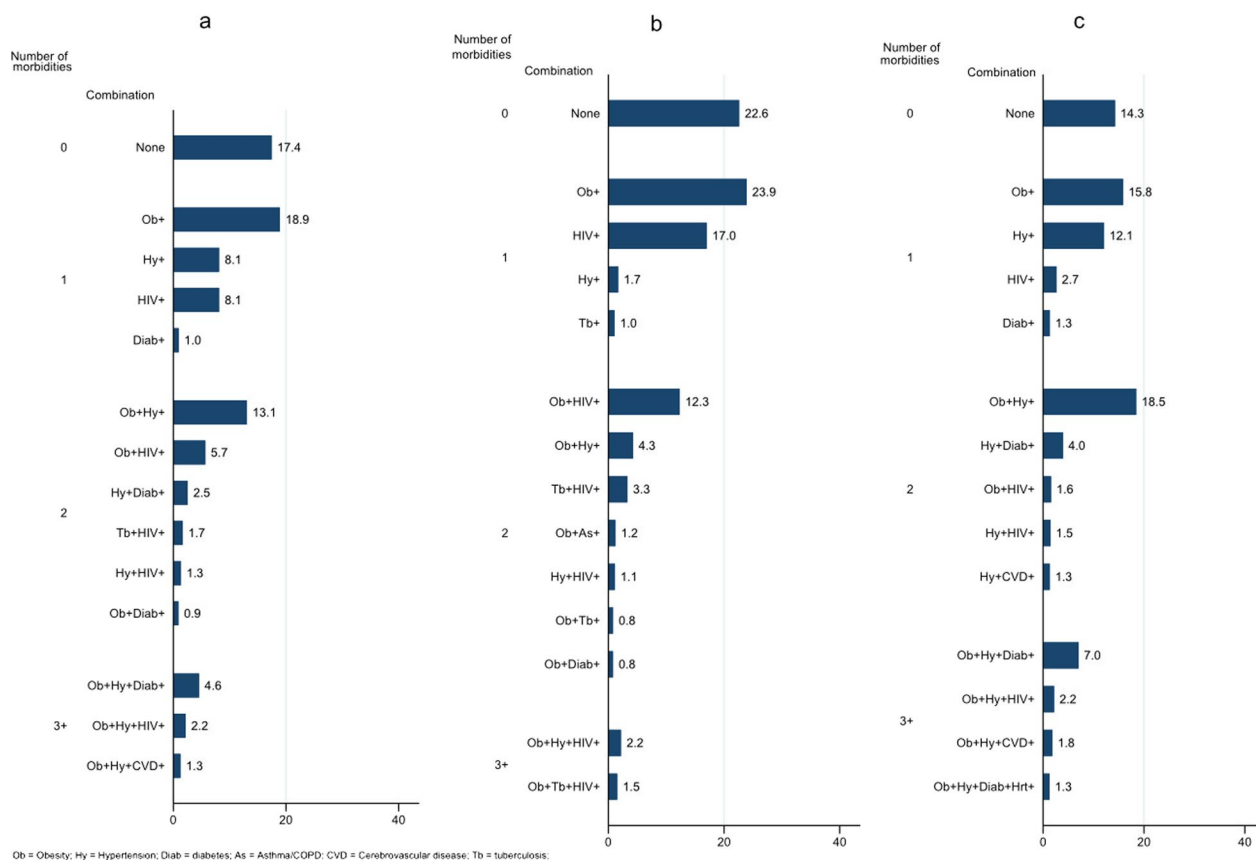 a
Number of
morbidities
Combination
0
None
17.4
1
Ob+
18.9
Hy+
8.1
HIV+
8.1
Diab+
1.0
2
Ob+Hy+
13.1
Ob+HIV+
5.7
Hy+Diab+
2.5
Tb+HIV+
1.7
Hy+HIV+
1.3
Ob+Diab+
0.9
3+
Ob+Hy+Diab+
4.6
Ob+Hy+HIV+
2.2
Ob+Hy+CVD+
1.3
0 20 40
b
Number of
morbidities
Combination
0
None
22.6
1
Ob+
23.9
HIV+
17.0
Hy+
1.7
Tb+
1.0
2
Ob+HIV+
12.3
Ob+Hy+
4.3
Tb+HIV+
3.3
Ob+As+
1.2
Hy+HIV+
1.1
Ob+Tb+
0.8
Ob+Diab+
0.8
3+
Ob+Hy+HIV+
2.2
Ob+Tb+HIV+
1.5
0 20 40
c
Number of
morbidities
Combination
0
None
14.3
1
Ob+
15.8
Hy+
12.1
HIV+
2.7
Diab+
1.3
2
Ob+Hy+
18.5
Hy+Diab+
4.0
Ob+HIV+
1.6
Hy+HIV+
1.5
Hy+CVD+
1.3
3+
Ob+Hy+Diab+
7.0
Ob+Hy+HIV+
2.2
Ob+Hy+CVD+
1.8
Ob+Hy+Diab+Hrt+
1.3
0 20 40
Ob = Obesity; Hy = Hypertension; Diab = diabetes; As = Asthma/COPD; CVD = Cerebrovascular disease; Tb = tuberculosis;